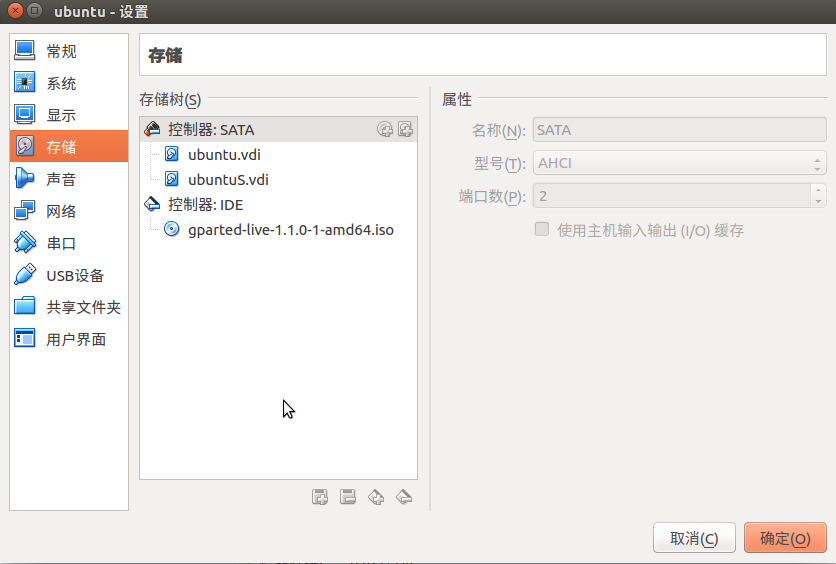 ubuntu - 设置
常规
系统
显示
存储
声音
网络
串口
USB设备
共享文件夹
用户界面
存储
存储树(S)
控制器: SATA
ubuntu.vdi
ubuntuS.vdi
控制器: IDE
gparted-live-1.1.0-1-amd64.iso
属性
名称(N): SATA
型号(T): AHCI
端口数(P): 2
使用主机输入输出 (I/O) 缓存
取消(C) 确定(O)